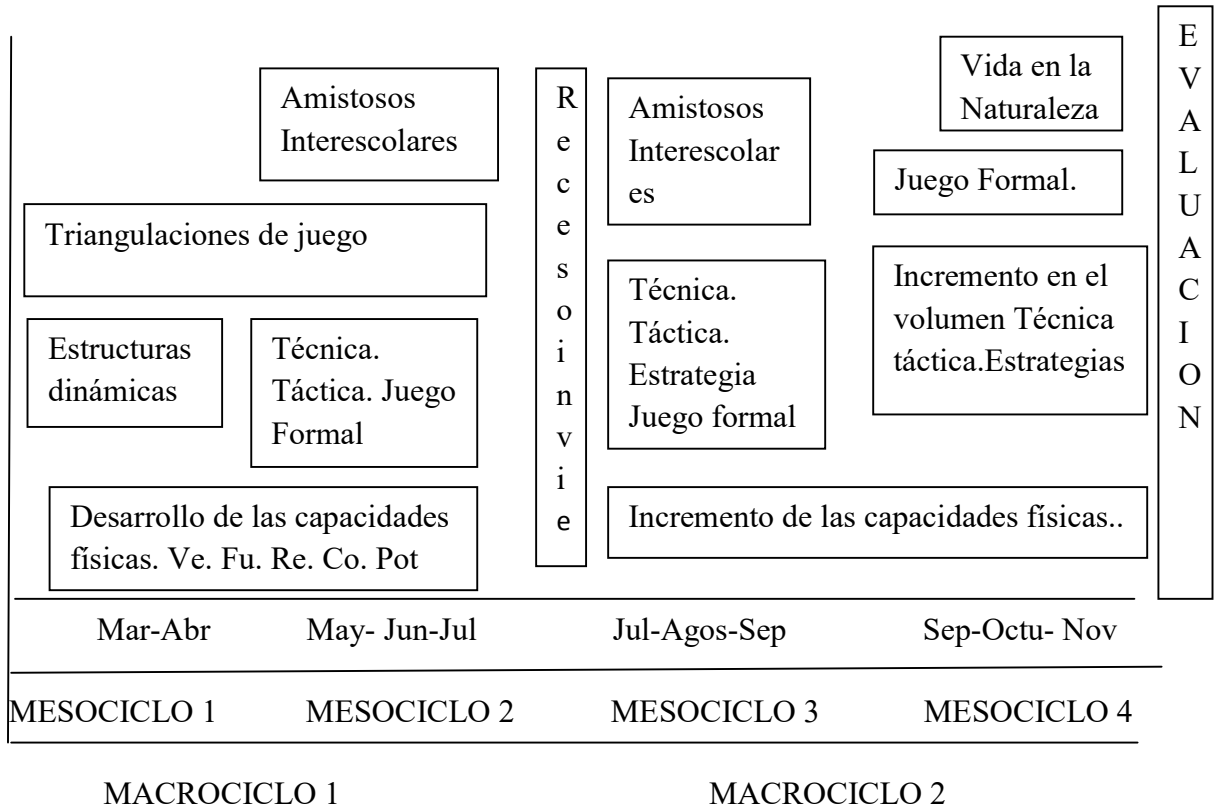 Amistosos
Interescolares
Triangulaciones de juego
Estructuras
dinámicas
Técnica.
Táctica. Juego
Formal
Desarrollo de las capacidades
físicas. Ve. Fu. Re. Co. Pot
R
e
c
e
s
o
i
n
v
i
e
Amistosos
Interescolar
es
Técnica.
Táctica.
Estrategia
Juego formal
Vida en la
Naturaleza
Juego Formal.
Incremento en el
volumen Técnica
táctica.Estrategias
Incremento de las capacidades físicas..
E
V
A
L
U
A
C
I
O
N
Mar-Abr May- Jun-Jul Jul-Agos-Sep Sep-Octu- Nov
MESOCICLO 1 MESOCICLO 2 MESOCICLO 3 MESOCICLO 4
MACROCICLO 1 MACROCICLO 2